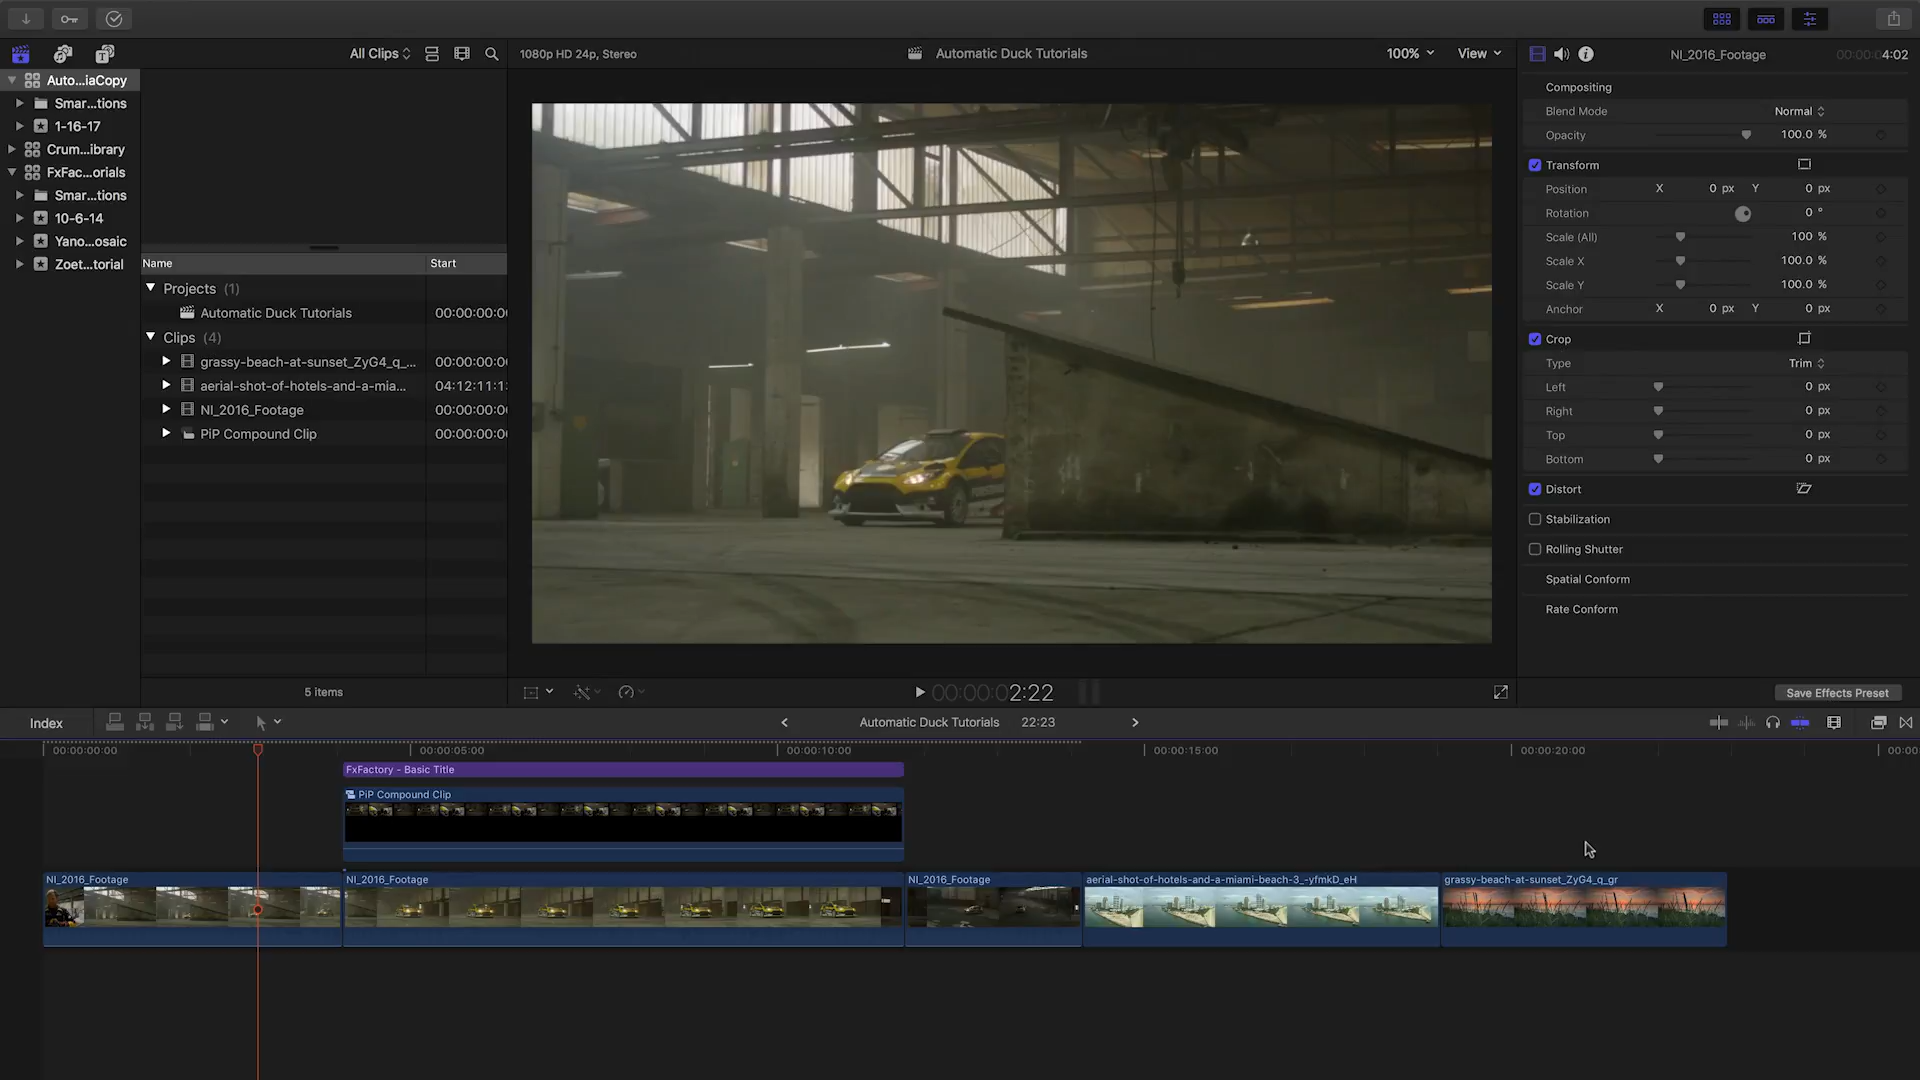 All Clips
1080p HD 24p, Stereo
Automatic Duck Tutorials
100%
View
NI_2016_Footage
00:00:04:02
Auto...iaCopy
Smar...tions
1-16-17
Crum...ibrary
FxFac...orials
Smar...tions
10-6-14
Yano...osaic
Zoet...torial
Name
Start
Projects (1)
Automatic Duck Tutorials
00:00:00:0
Clips (4)
grassy-beach-at-sunset_ZyG4_q_...
00:00:00:0
aerial-shot-of-hotels-and-a-mia...
04:12:11:1
NI_2016_Footage
00:00:00:0
PiP Compound Clip
00:00:00:0
5 items
Compositing
Blend Mode
Normal
Opacity
100.0 %
Transform
Position X 0 px Y 0 px
Rotation 0 °
Scale (All) 100 %
Scale X 100.0 %
Scale Y 100.0 %
Anchor X 0 px Y 0 px
Crop
Type Trim
Left 0 px
Right 0 px
Top 0 px
Bottom 0 px
Distort
Stabilization
Rolling Shutter
Spatial Conform
Rate Conform
00:00:02:22
Save Effects Preset
Index
Automatic Duck Tutorials 22:23
00:00:00:00
00:00:05:00
00:00:10:00
00:00:15:00
00:00:20:00
00:00
FxFactory - Basic Title
PiP Compound Clip
NI_2016_Footage
NI_2016_Footage
NI_2016_Footage
aerial-shot-of-hotels-and-a-miami-beach-3_-yfmkD_eH
grassy-beach-at-sunset_ZyG4_q_gr